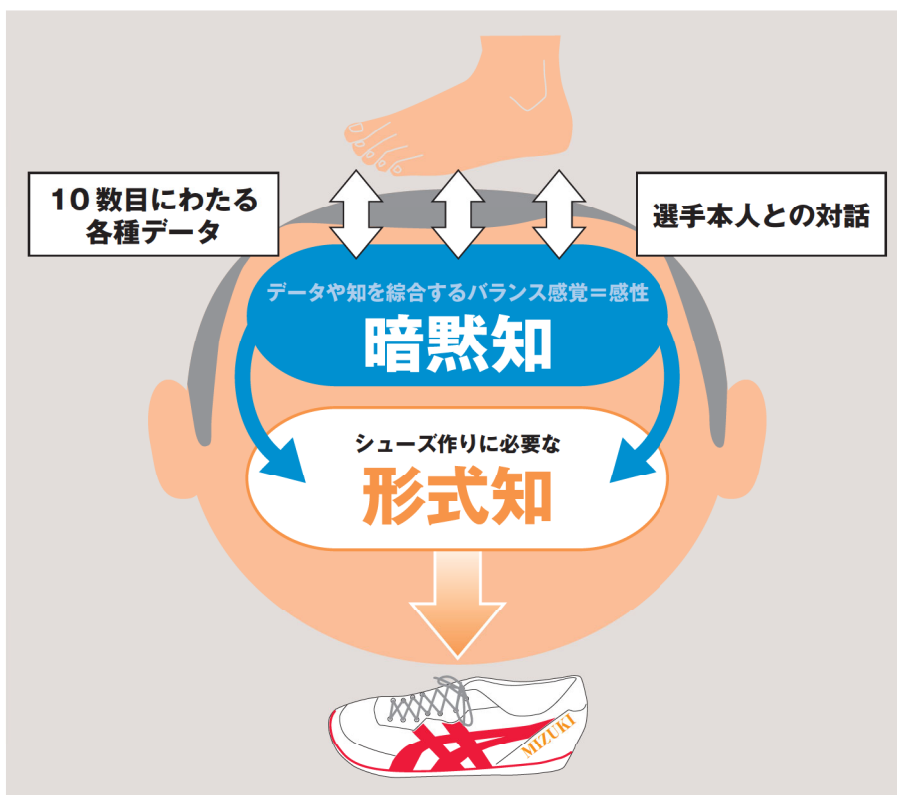 10数目にわたる
各種データ
選手本人との対話
データや知を綜合するバランス感覚＝感性
暗黙知
シューズ作りに必要な
形式知
MIZUKI